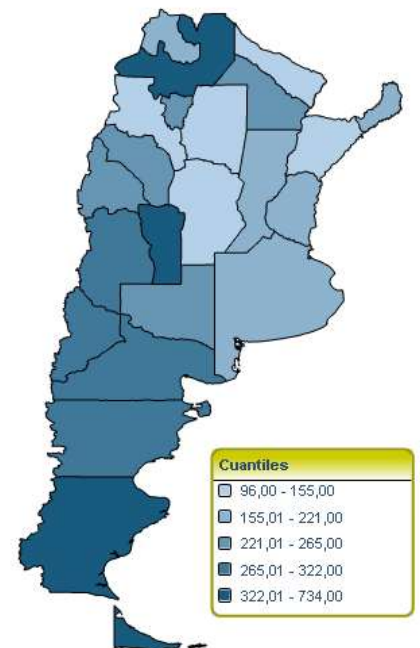 Cuantiles
96,00 - 155,00
155,01 - 221,00
221,01 - 265,00
265,01 - 322,00
322,01 - 734,00